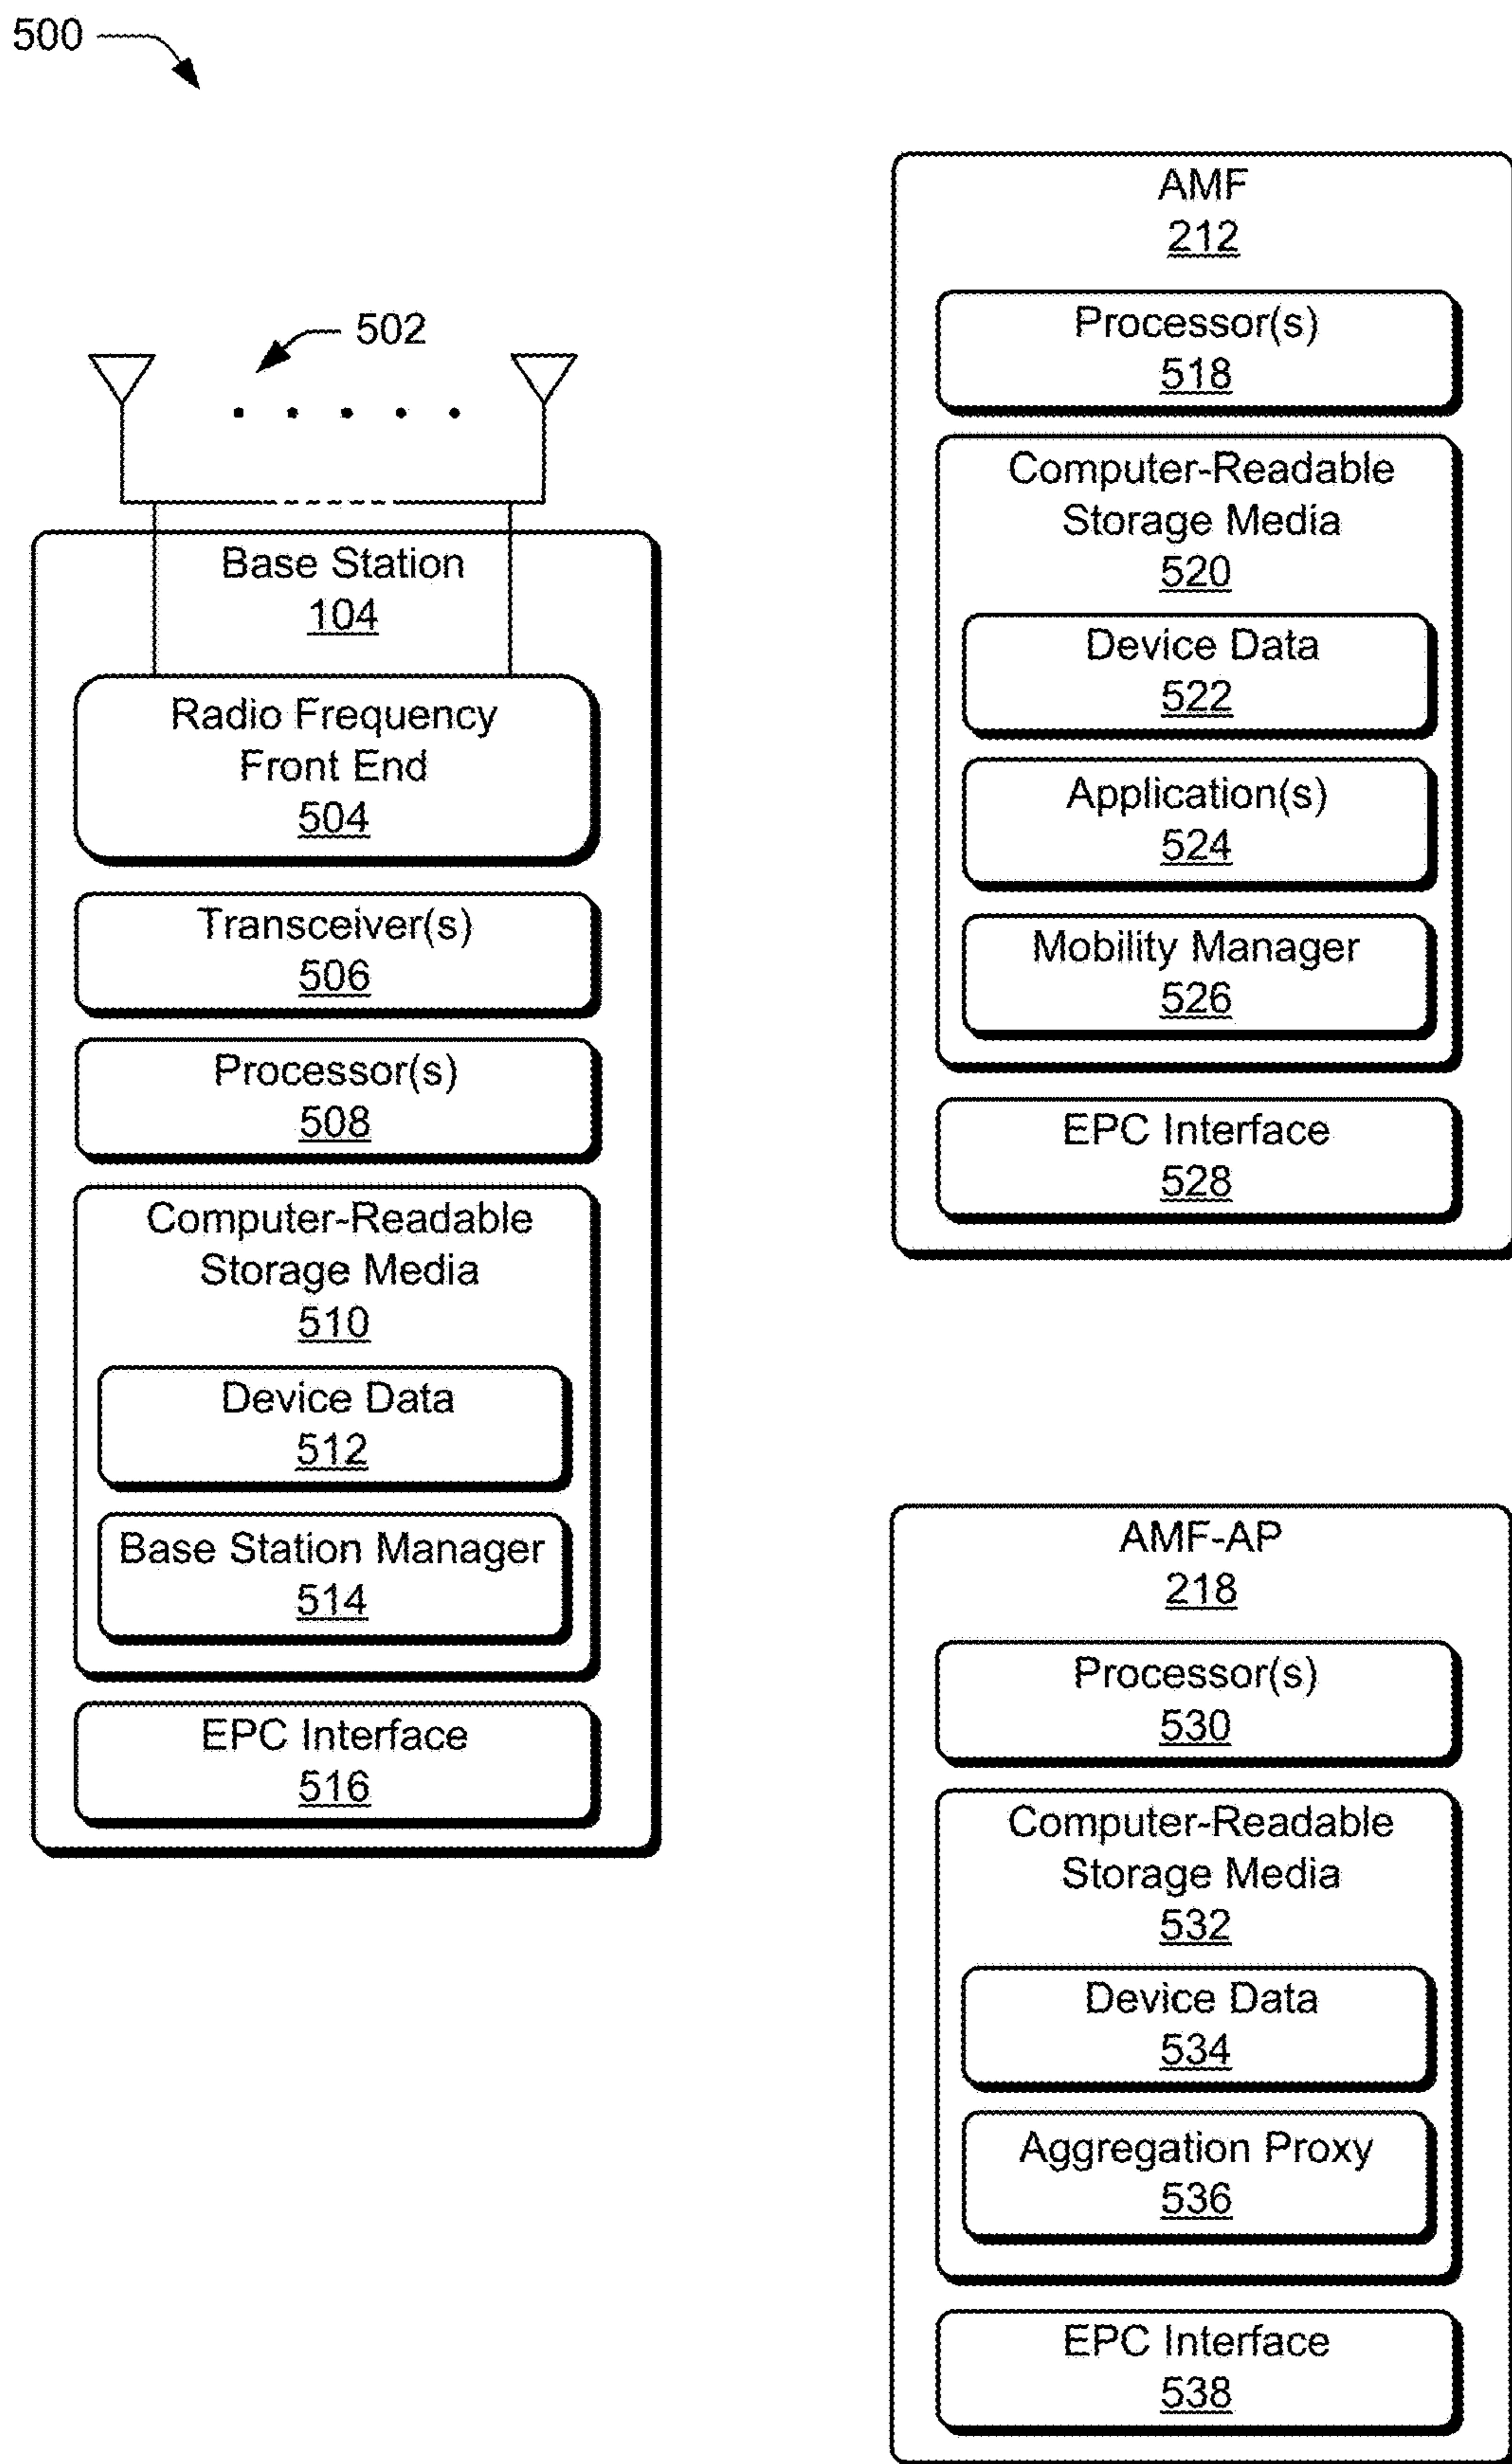 500
502
Base Station
104
Radio Frequency
Front End
504
Transceiver(s)
506
Processor(s)
508
Computer-Readable
Storage Media
510
Device Data
512
Base Station Manager
514
EPC Interface
516
AMF
212
Processor(s)
518
Computer-Readable
Storage Media
520
Device Data
522
Application(s)
524
Mobility Manager
526
EPC Interface
528
AMF-AP
218
Processor(s)
530
Computer-Readable
Storage Media
532
Device Data
534
Aggregation Proxy
536
EPC Interface
538